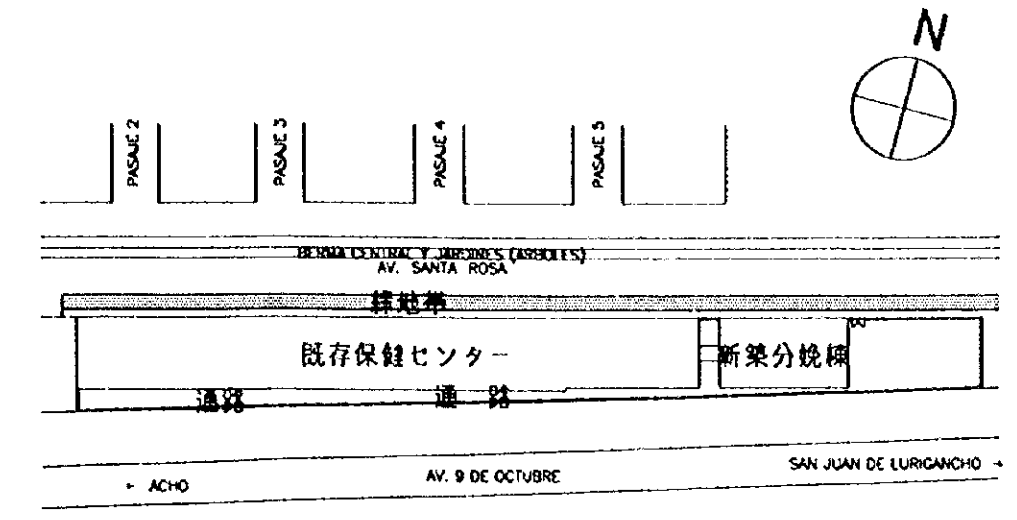 N
PASAJE 2
PASAJE 3
PASAJE 4
PASAJE 5
BERMA CENTRAL Y JARDINES (ARBOLES)
AV. SANTA ROSA
緑地帯
既存保健センター
新築分娩棟
通路
通路
AV. 9 DE OCTUBRE
SAN JUAN DE LURIGANCHO →
← ACHO